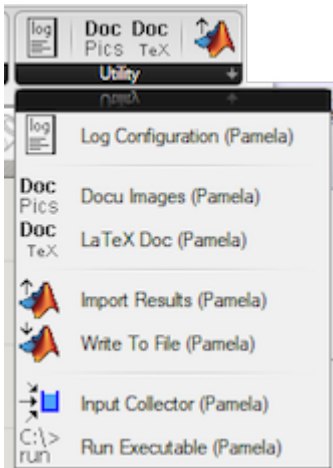 log
Doc Doc
Pics TeX
Utility
Utility
log
Log Configuration (Pamela)
Doc
Pics
Docu Images (Pamela)
Doc
TeX
LaTeX Doc (Pamela)
Import Results (Pamela)
Write To File (Pamela)
Input Collector (Pamela)
C:\>
run
Run Executable (Pamela)